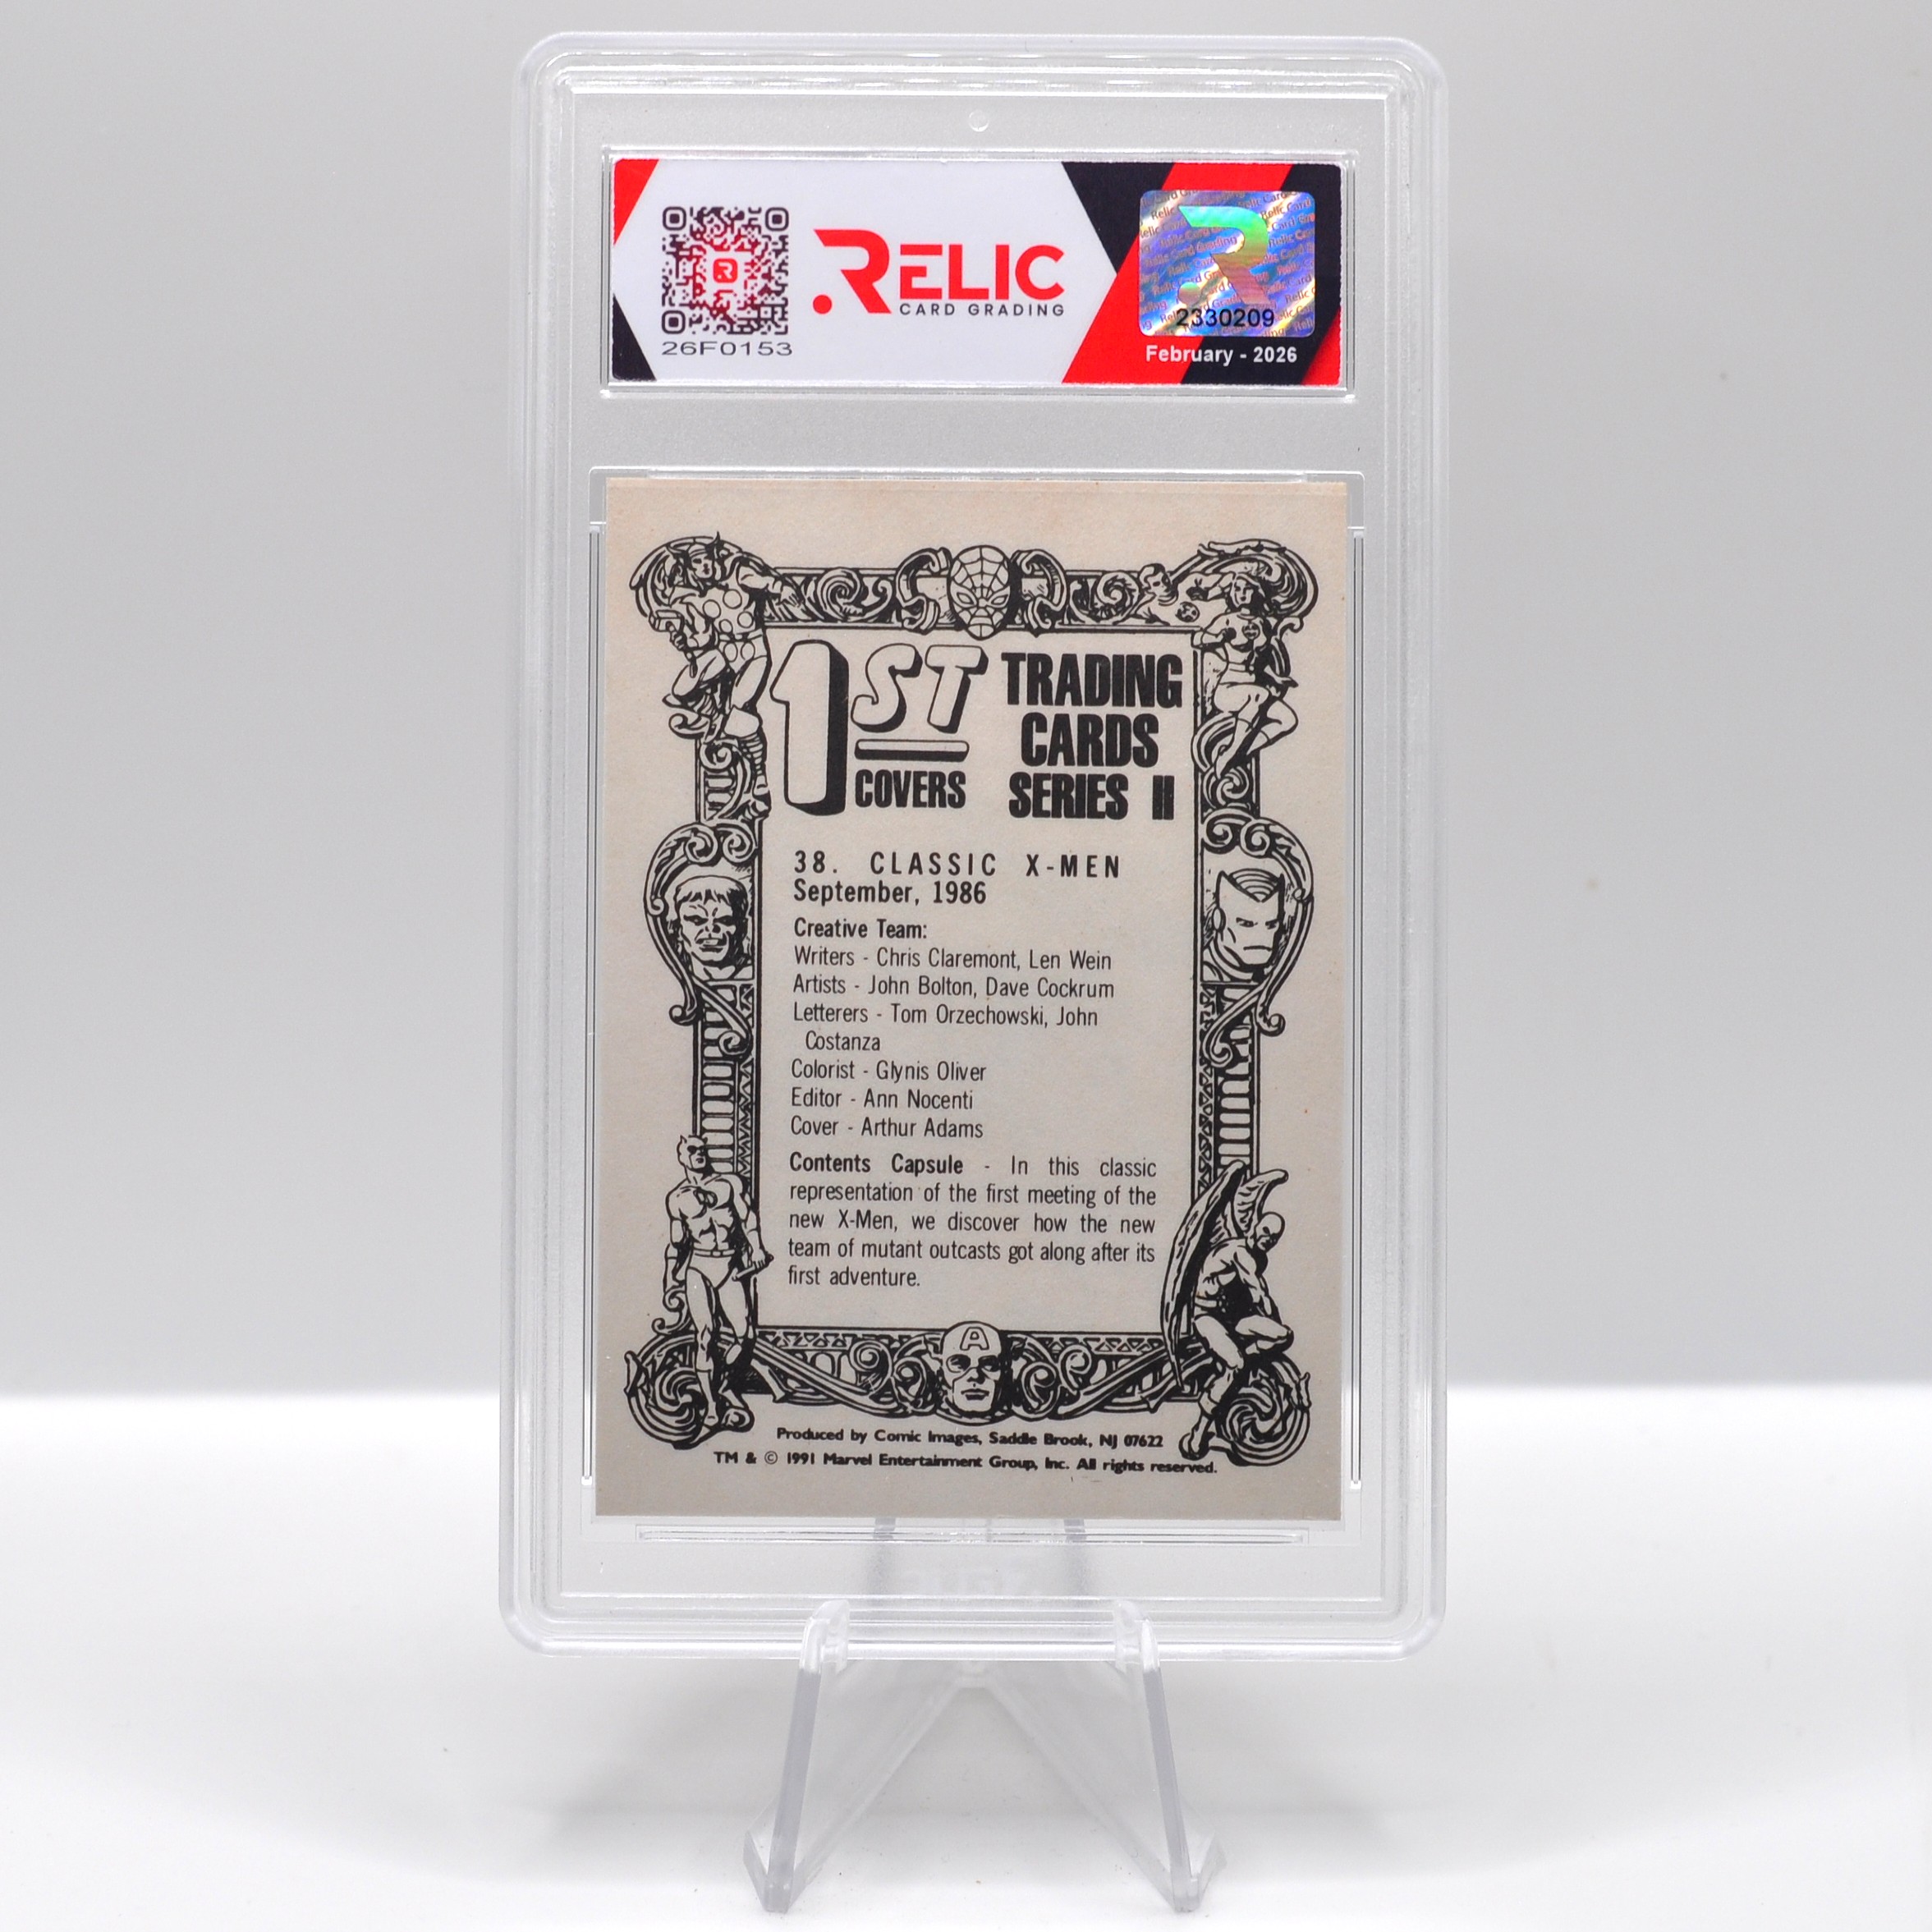 RELIC
CARD GRADING
26F0153
2330209
February - 2026
1ST
COVERS
TRADING
CARDS
SERIES II
38. CLASSIC X-MEN
September, 1986
Creative Team:
Writers - Chris Claremont, Len Wein
Artists - John Bolton, Dave Cockrum
Letterers - Tom Orzechowski, John
Costanza
Colorist - Glynis Oliver
Editor - Ann Nocenti
Cover - Arthur Adams
Contents Capsule - In this classic
representation of the first meeting of the
new X-Men, we discover how the new
team of mutant outcasts got along after its
first adventure.
A
Produced by Comic Images, Saddle Brook, NJ 07622
TM & © 1991 Marvel Entertainment Group, Inc. All rights reserved.